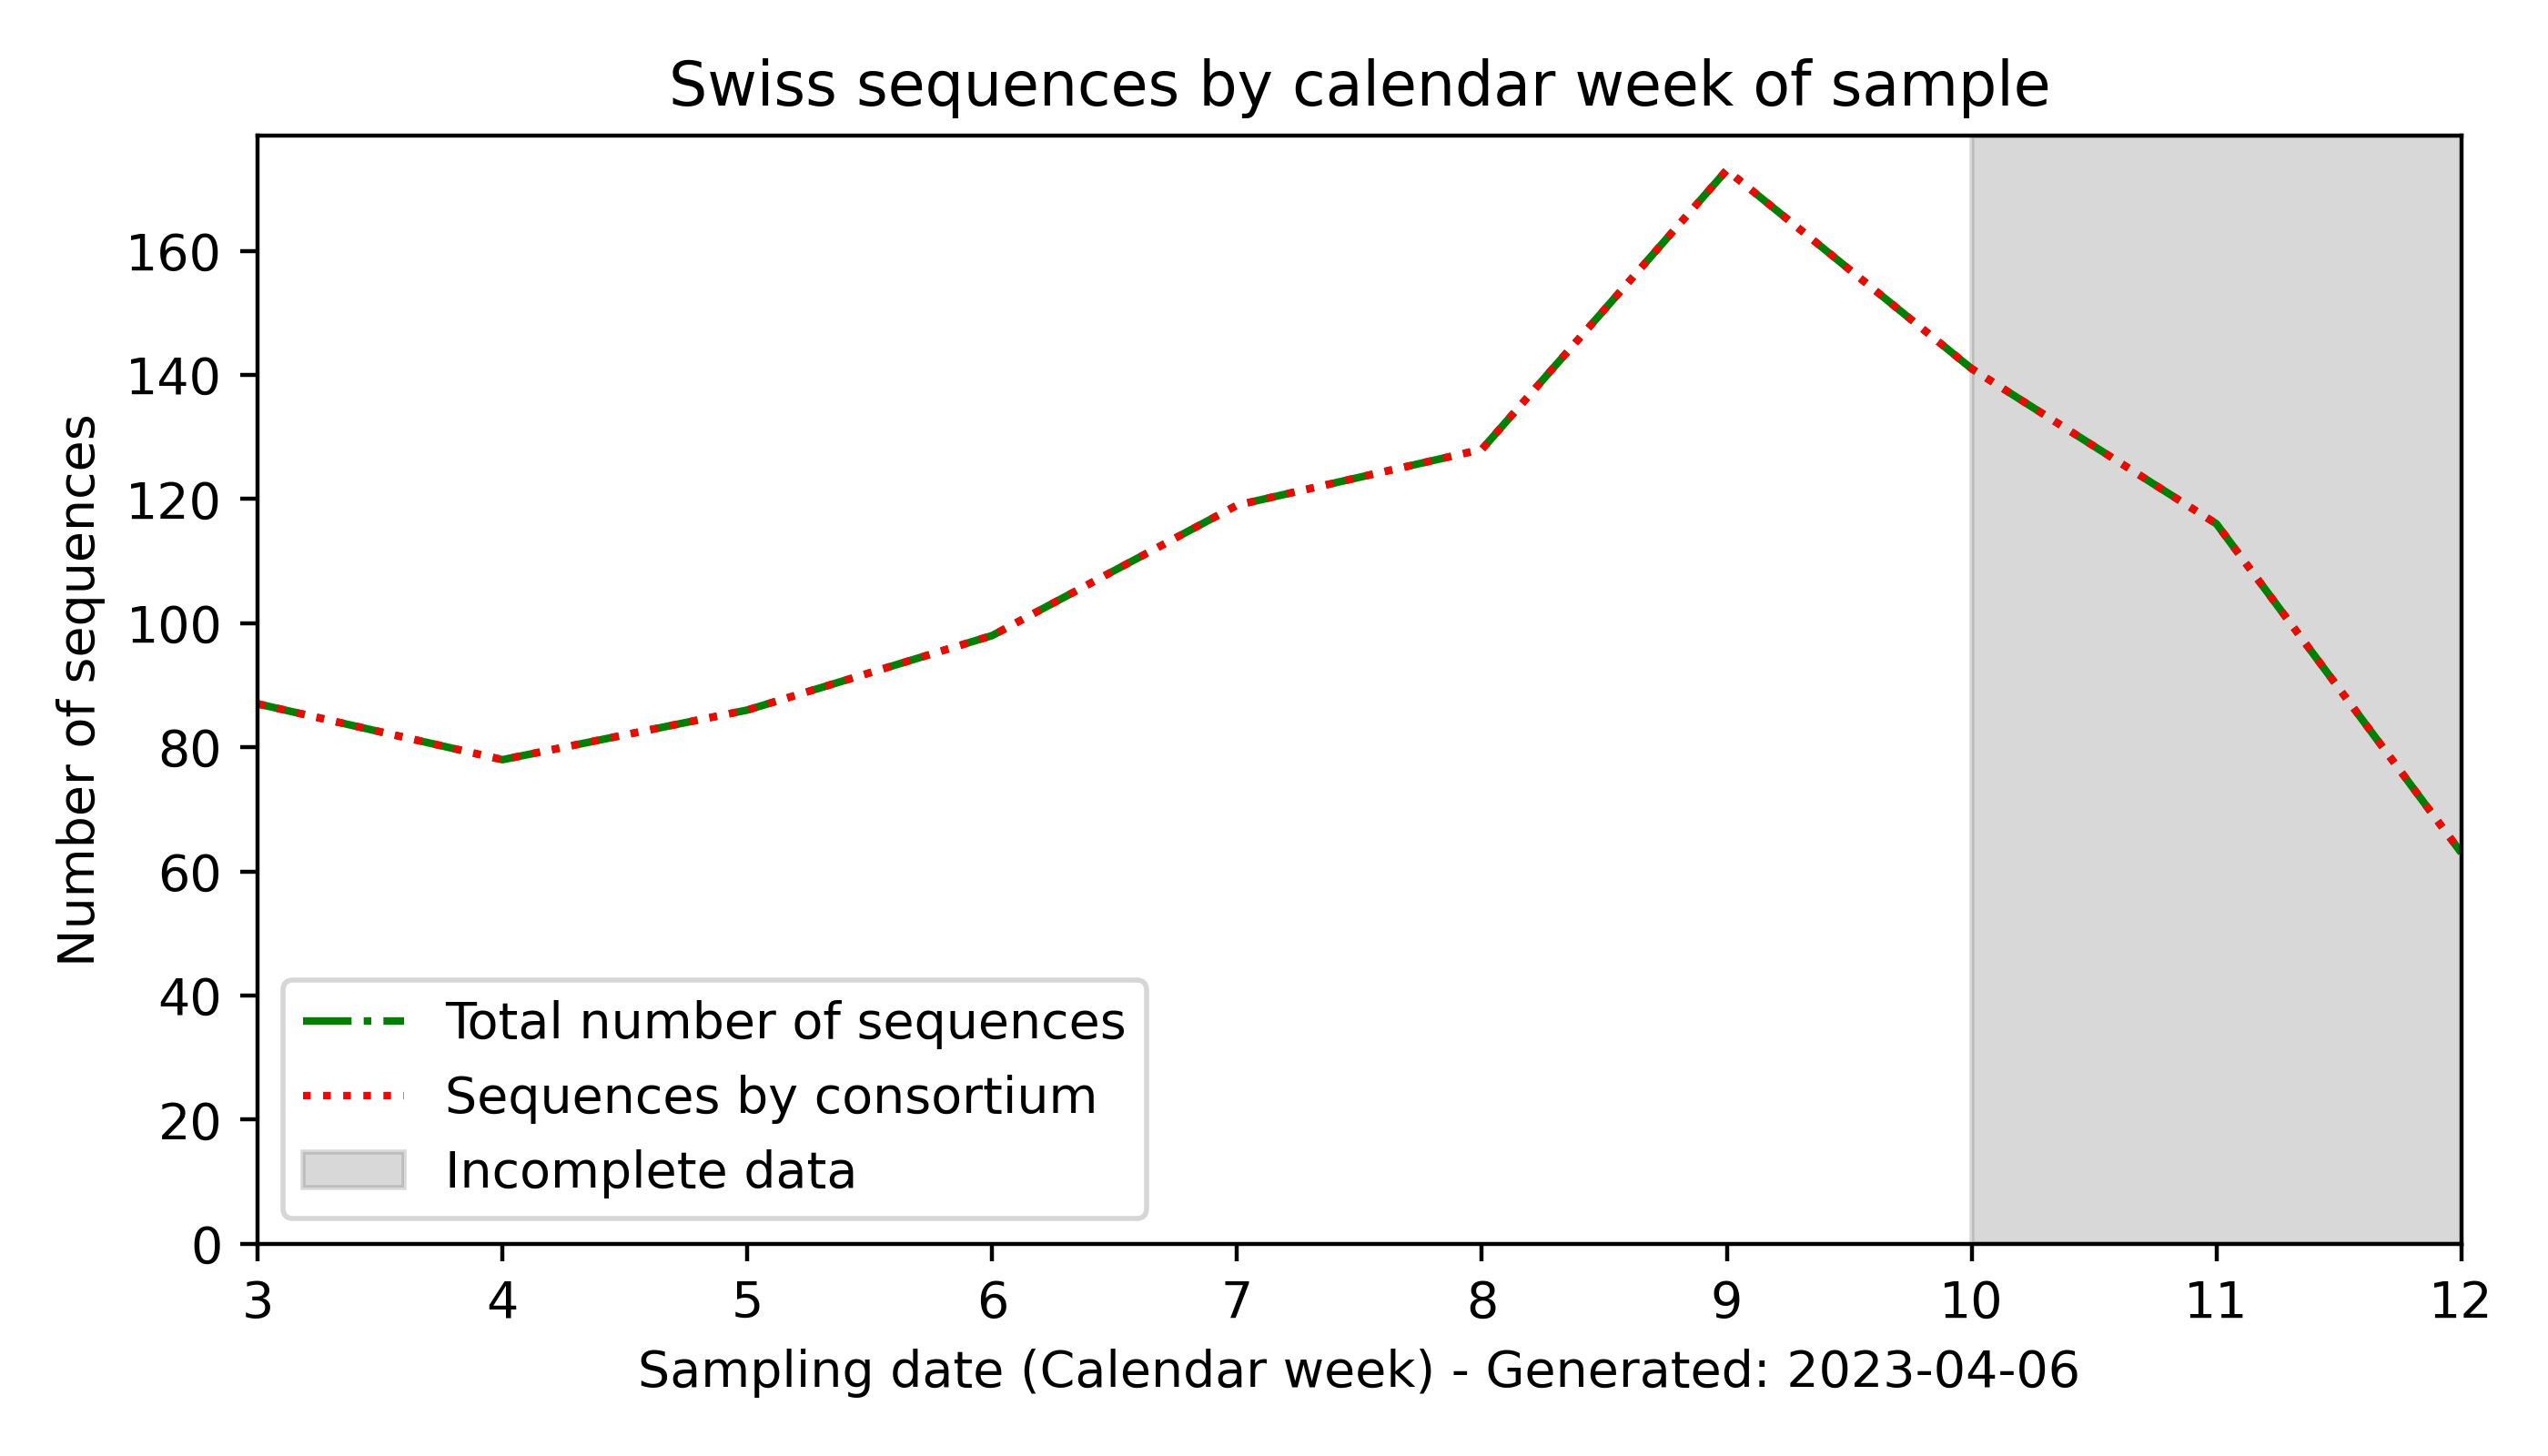 Swiss sequences by calendar week of sample
Number of sequences
160
140
120
100
80
60
40
20
0
Total number of sequences
Sequences by consortium
Incomplete data
3 4 5 6 7 8 9 10 11 12
Sampling date (Calendar week) - Generated: 2023-04-06